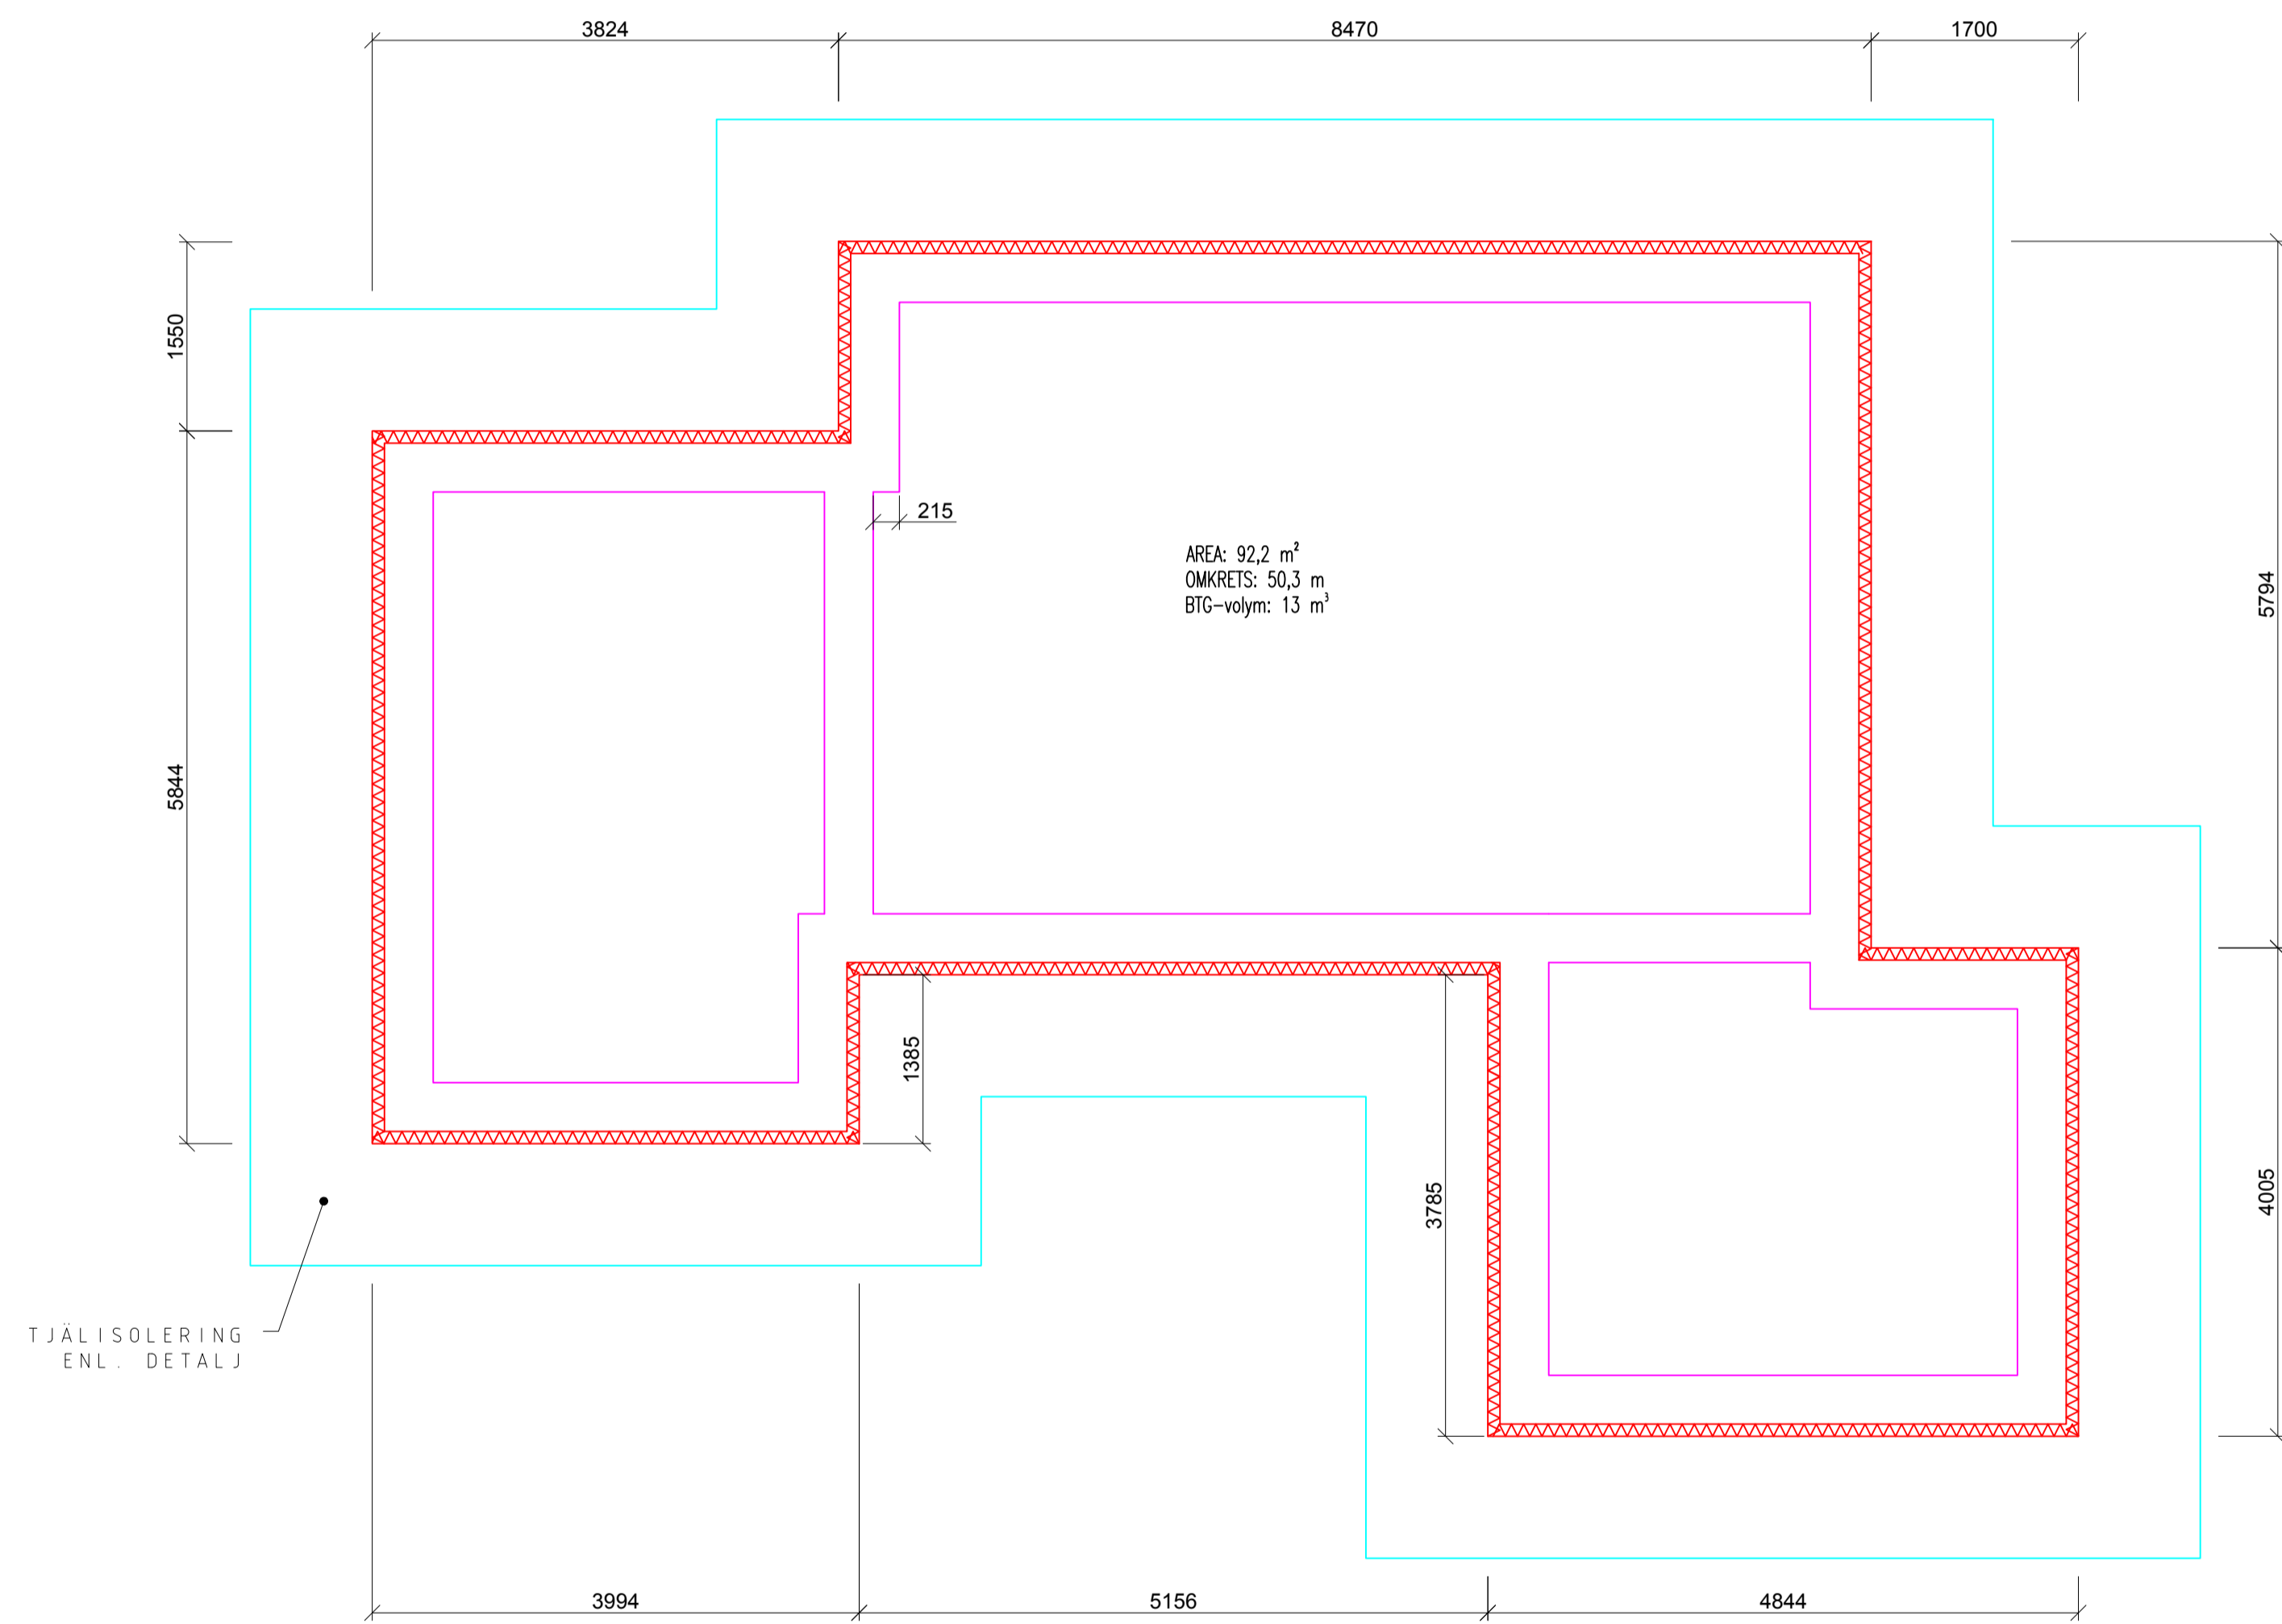 3824
8470
1700
1550
215
AREA: 92,2 m²
OMKRETS: 50,3 m
BTG-volym: 13 m³
5794
5844
1385
3785
4005
TJÄLISOLERING
ENL. DETALJ
3994
5156
4844